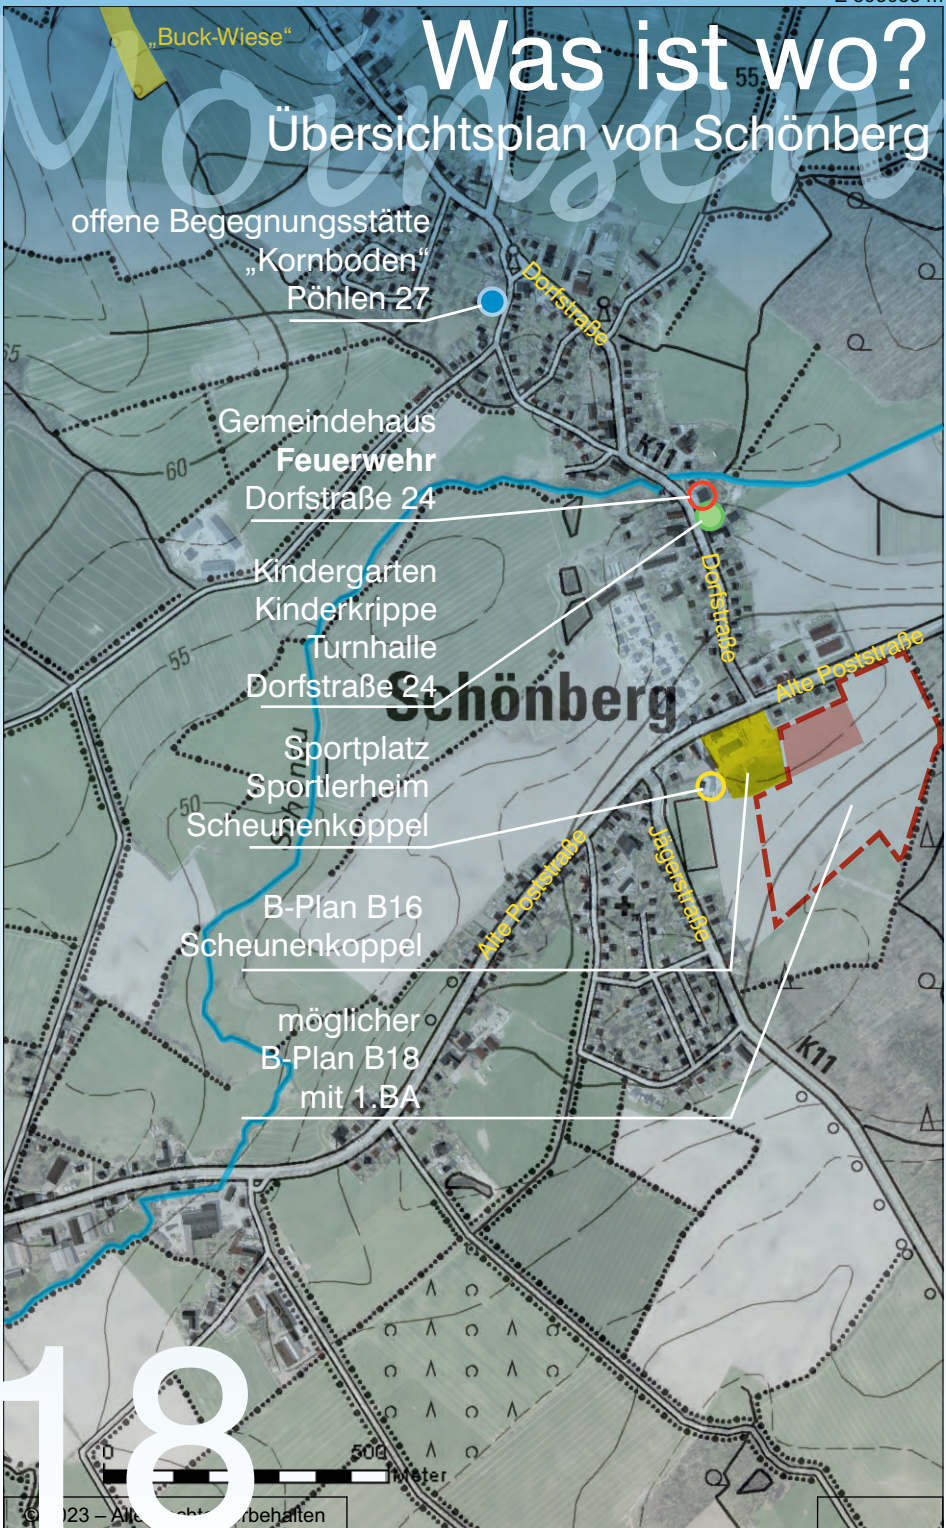 „Buck-Wiese“
Was ist wo?
Moinsen
Übersichtsplan von Schönberg
55
offene Begegnungsstätte
„Kornboden“
Pöhlen 27
Dorfstraße
65
Gemeindehaus
Feuerwehr
Dorfstraße 24
K11
60
Kindergarten
Kinderkrippe
Turnhalle
Dorfstraße 24
Dorfstraße
55
Schönberg
Alte Poststraße
Sportplatz
Sportlerheim
Scheunenkoppel
50
Alte Poststraße
Jägerstraße
B-Plan B16
Scheunenkoppel
möglicher
B-Plan B18
mit 1.BA
K11
18
0 500
Meter